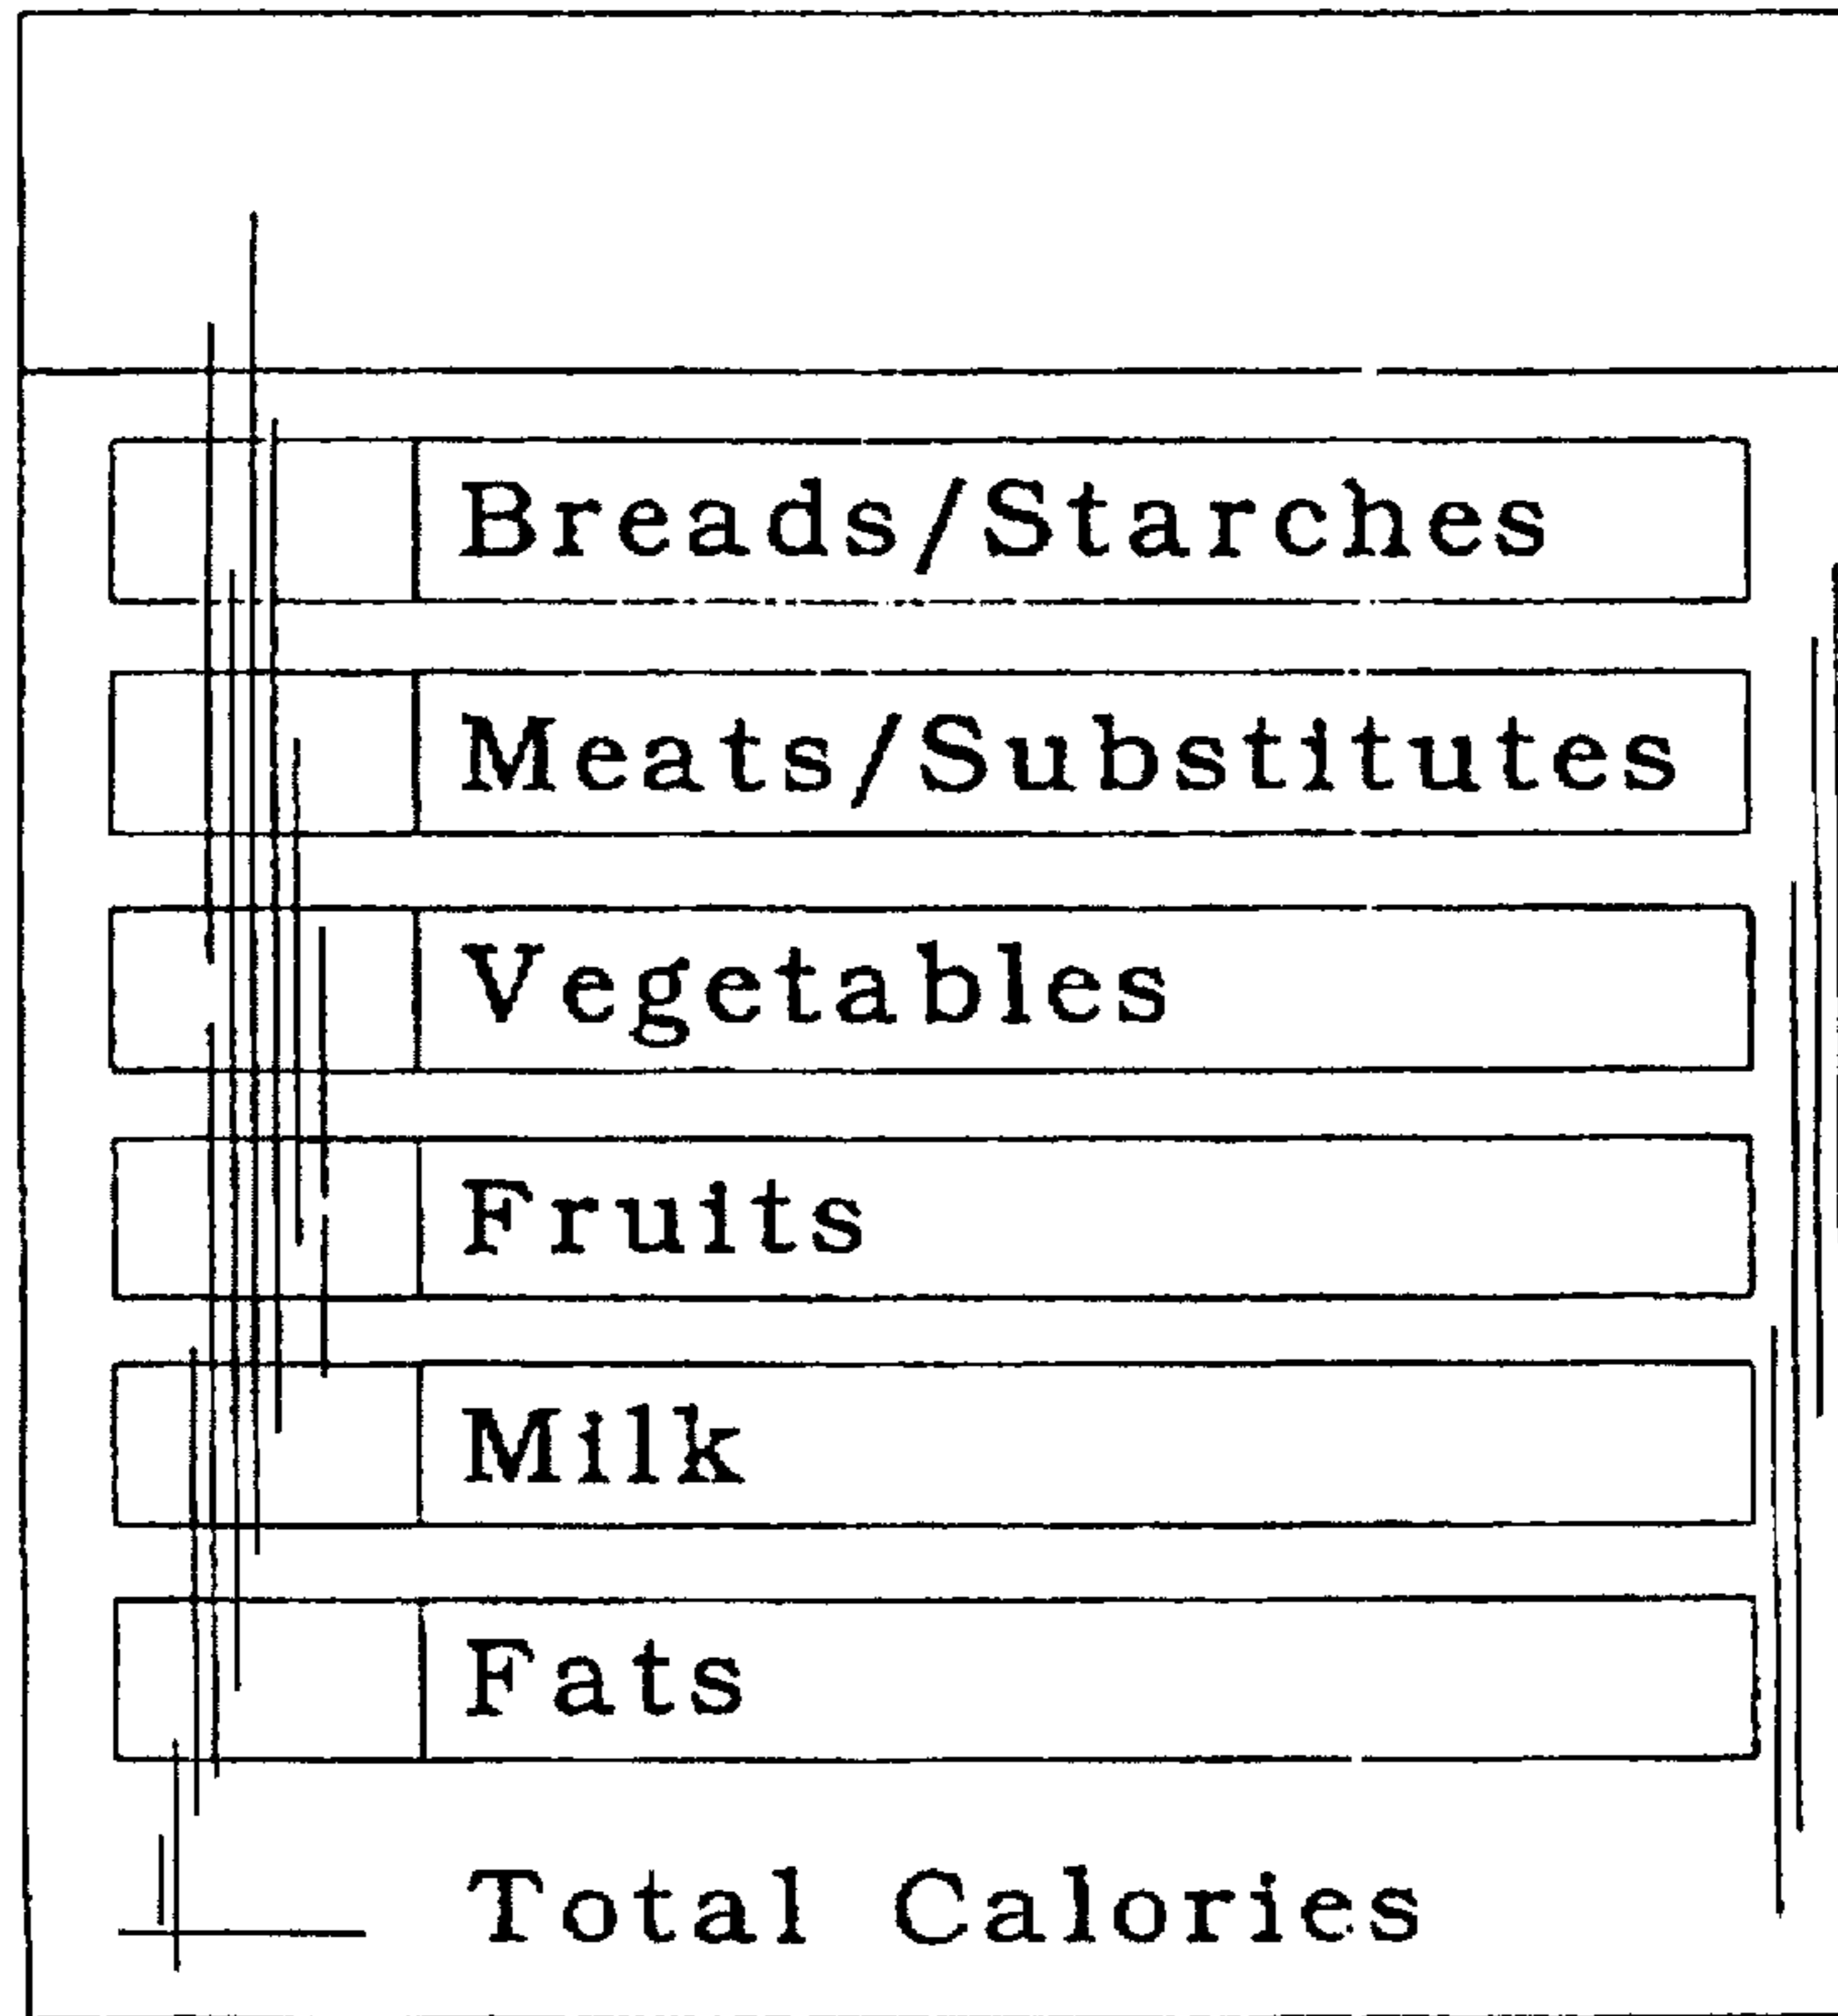 Breads/Starches
Meats/Substitutes
Vegetables
Fruits
Milk
Fats
Total Calories